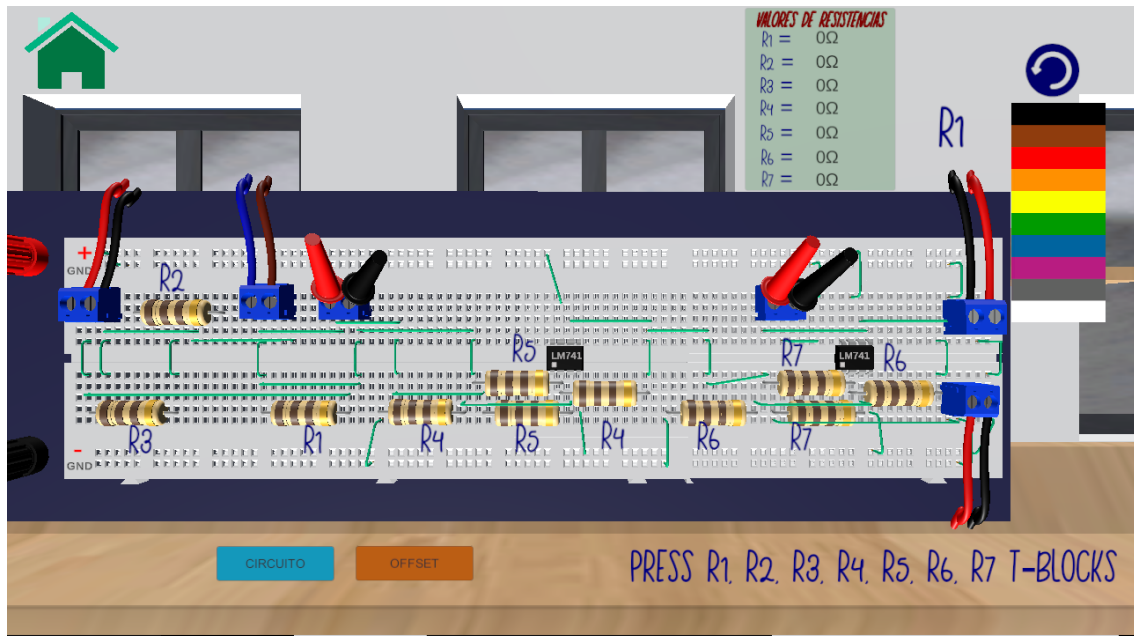 VALORES DE RESISTENCIAS
R1 = 0Ω
R2 = 0Ω
R3 = 0Ω
R4 = 0Ω
R5 = 0Ω
R6 = 0Ω
R7 = 0Ω
R1
+
GND
R2
R5
LM741
R7
LM741
R6
R3
R1
R4
R5
R4
R6
R7
-
GND
CIRCUITO
OFFSET
PRESS R1, R2, R3, R4, R5, R6, R7 T-BLOCKS